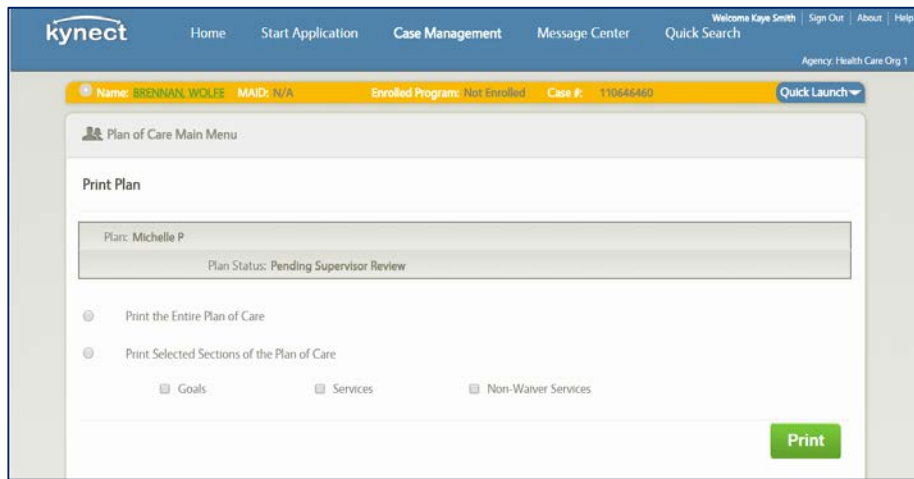 Welcome Kaye Smith | Sign Out | About | Help
kynect Home Start Application Case Management Message Center Quick Search
Agency: Health Care Org 1
Name: BRENNAN, WOLFE MAID: N/A Enrolled Program: Not Enrolled Case #: 110646460 Quick Launch
Plan of Care Main Menu
Print Plan
Plan: Michelle P
Plan Status: Pending Supervisor Review
Print the Entire Plan of Care
Print Selected Sections of the Plan of Care
Goals Services Non-Waiver Services
Print